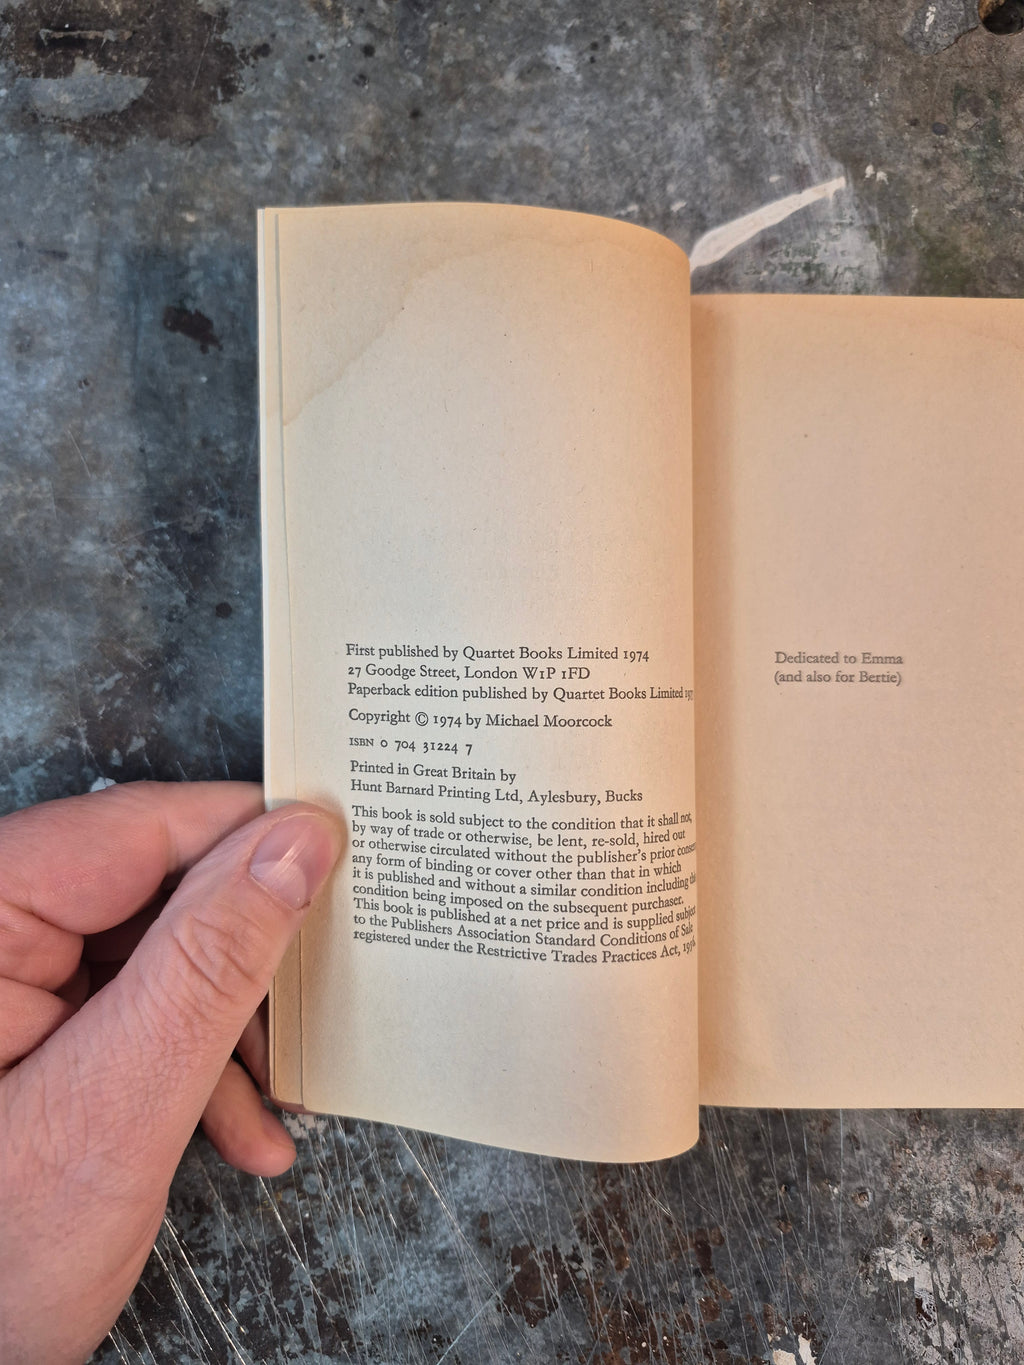 First published by Quartet Books Limited 1974
27 Goodge Street, London W1P 1FD
Paperback edition published by Quartet Books Limited
Copyright © 1974 by Michael Moorcock
ISBN 0 704 31224 7
Printed in Great Britain by
Hunt Barnard Printing Ltd, Aylesbury, Bucks
This book is sold subject to the condition that it shall not,
by way of trade or otherwise, be lent, re-sold, hired out
or otherwise circulated without the publisher's prior
any form of binding or cover other than that in which
it is published and without a similar condition including
condition being imposed on the subsequent purchaser.
This book is published at a net price and is supplied subject
to the Publishers Association Standard Conditions of Sale
registered under the Restrictive Trades Practices Act,
Dedicated to Emma
(and also for Bertie)